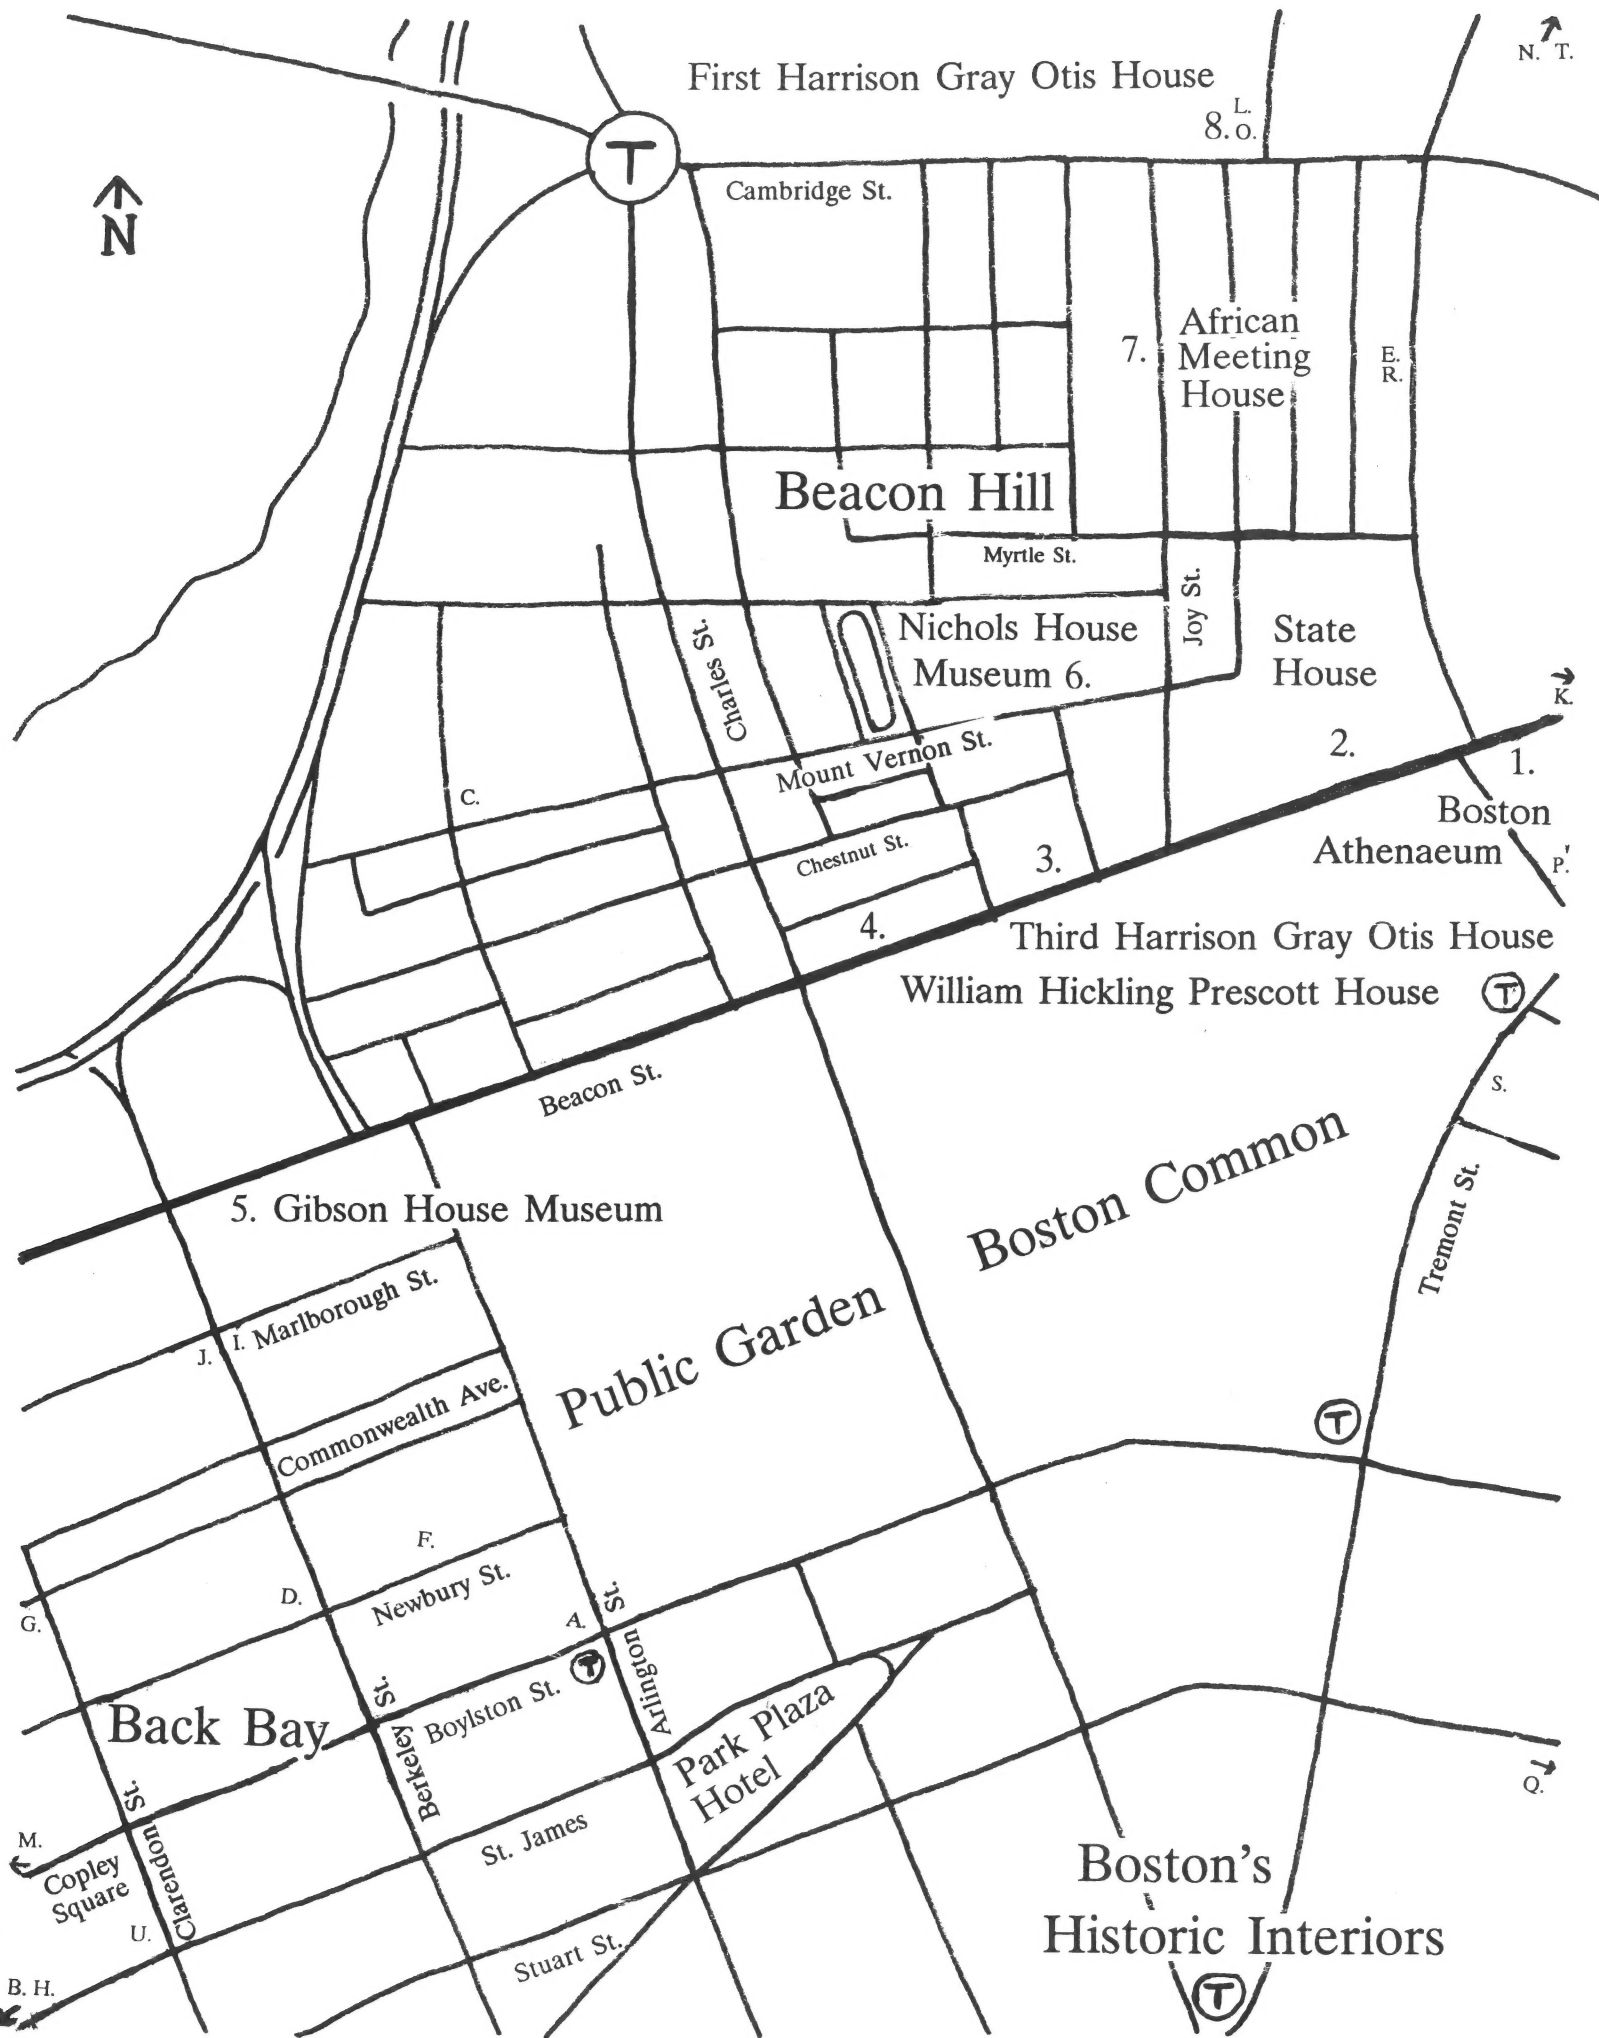 N. T.
First Harrison Gray Otis House
L.
8. O.
T
Cambridge St.
N
African
7. Meeting
House
E.
R.
Beacon Hill
Myrtle St.
Joy St.
Nichols House
Museum 6.
State
House
Charles St.
K.
2.
1.
Mount Vernon St.
C.
Boston
Athenaeum
P.'
Chestnut St.
3.
4.
Third Harrison Gray Otis House
William Hickling Prescott House
T
S.
Beacon St.
Boston Common
Tremont St.
5. Gibson House Museum
I. Marlborough St.
J.
Public Garden
Commonwealth Ave.
T
F.
D.
Newbury St.
G.
A.
Arlington St.
T
Back Bay
Boylston St.
Berkeley St.
Park Plaza
Hotel
Q.
Clarendon St.
M.
Copley
Square
St. James
U.
Stuart St.
B. H.
Boston's
Historic Interiors
T